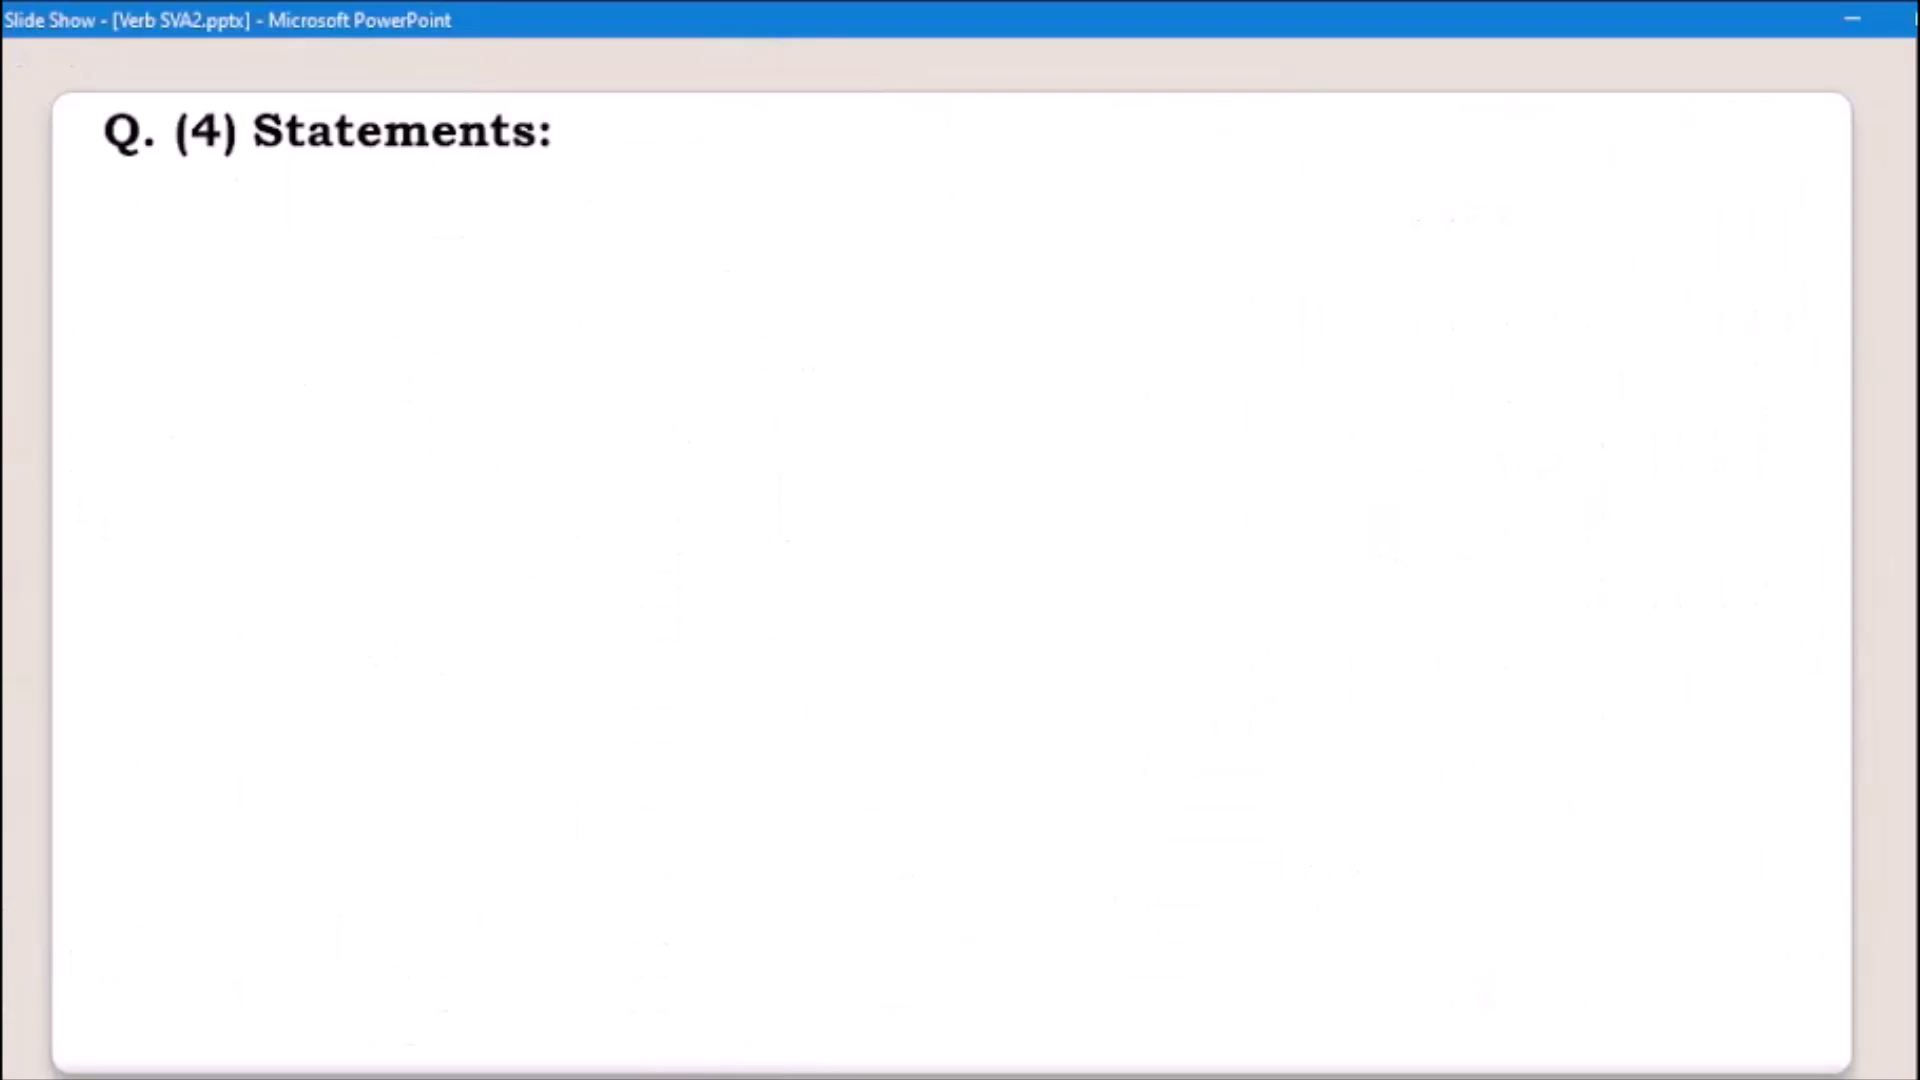 Slide Show - [Verb SVA2.pptx] - Microsoft PowerPoint
Q. (4) Statements: